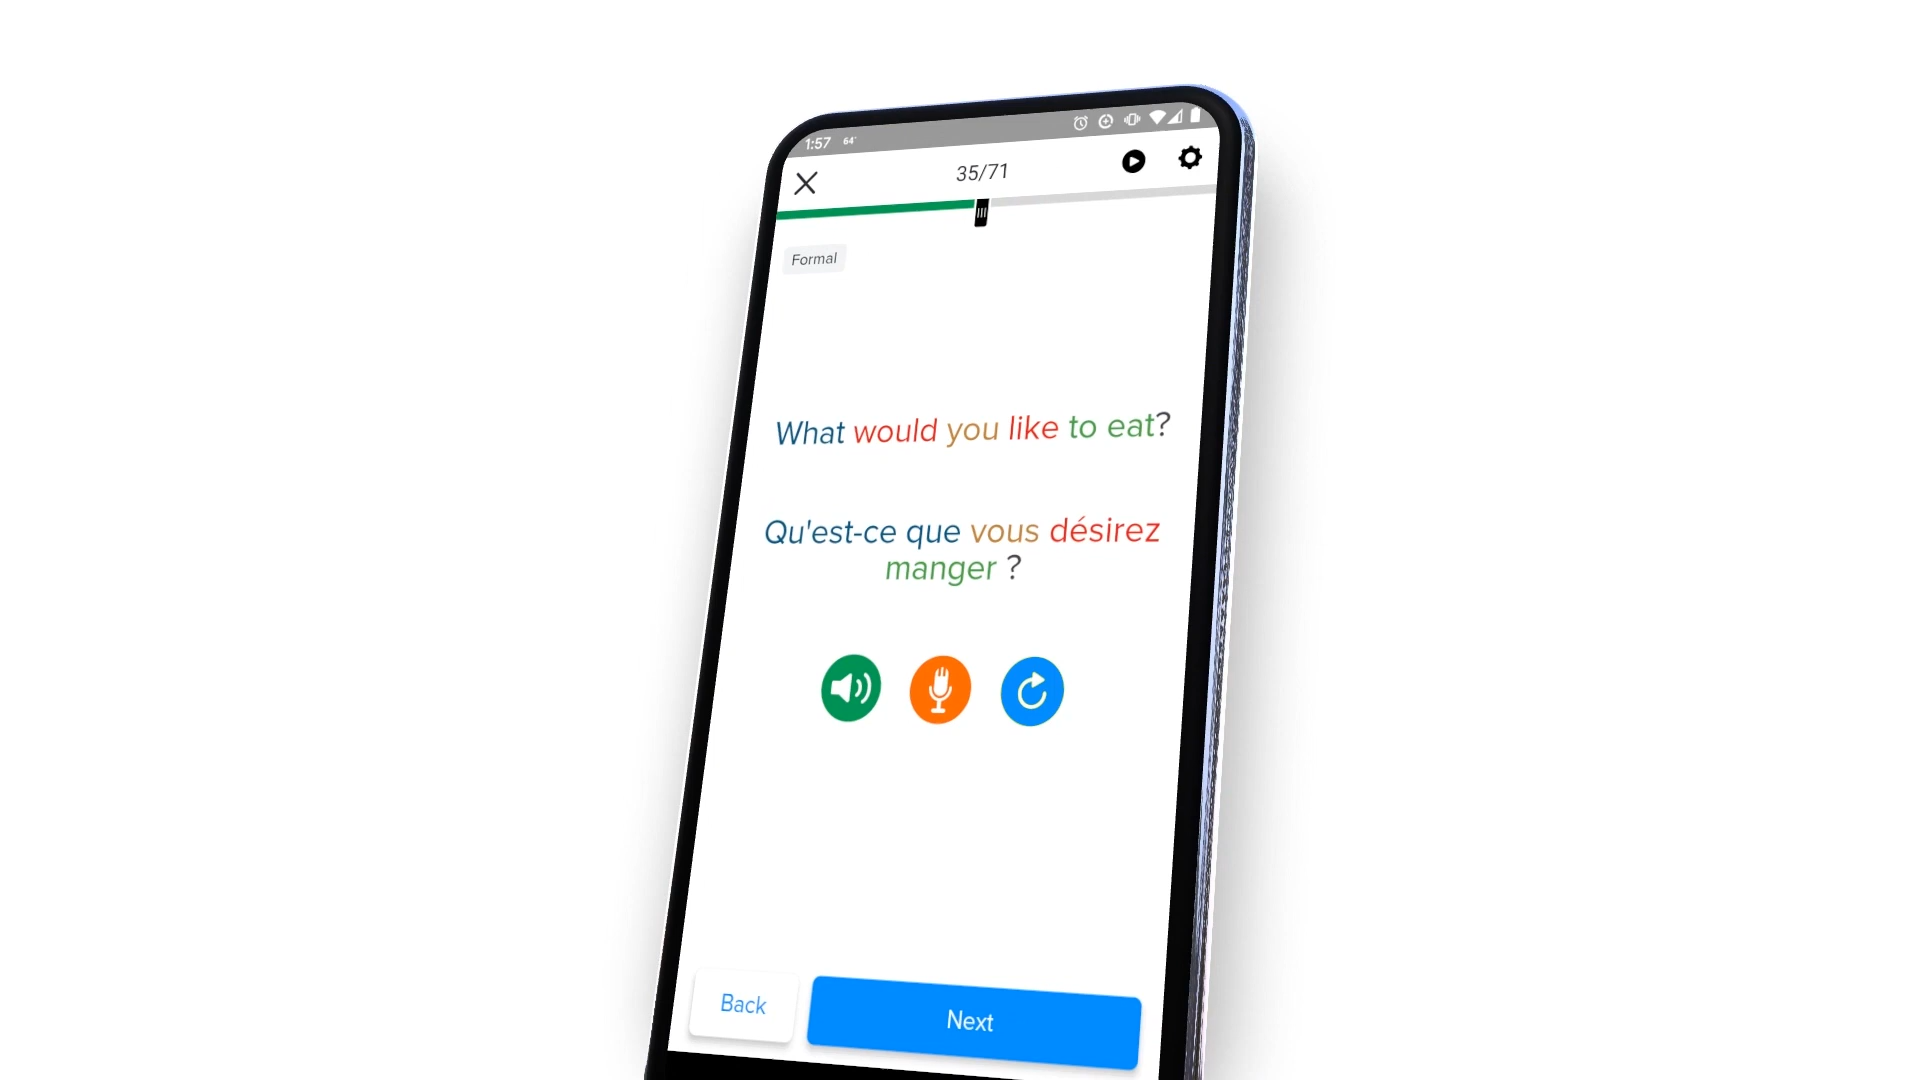 1:57 64°
35/71
Formal
What would you like to eat?
Qu'est-ce que vous désirez
manger ?
Back
Next